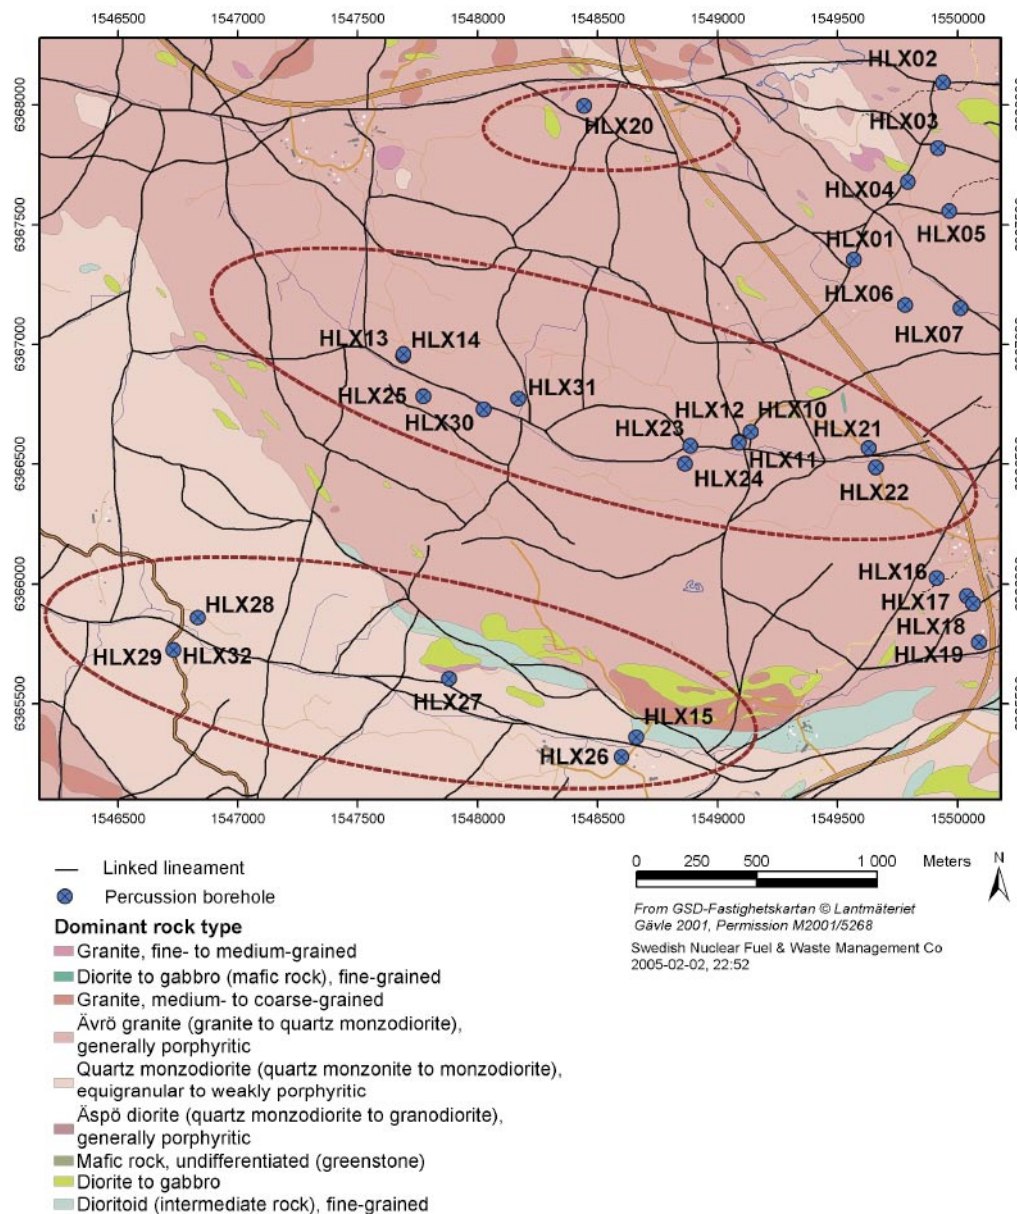 1546500 1547000 1547500 1548000 1548500 1549000 1549500 1550000
HLX02
6368000
HLX20
HLX03
HLX04
6367500
HLX05
HLX01
HLX06
HLX07
6367000
HLX13 HLX14
HLX25
HLX31
HLX30
HLX12 HLX10
HLX23
HLX21
6366500
HLX11
HLX24
HLX22
6366000
HLX16
HLX28
HLX17
HLX18
HLX29 HLX32
HLX19
HLX27
6365500
HLX15
HLX26
1546500 1547000 1547500 1548000 1548500 1549000 1549500 1550000
Linked lineament
Percussion borehole
Dominant rock type
Granite, fine- to medium-grained
Diorite to gabbro (mafic rock), fine-grained
Granite, medium- to coarse-grained
Ävrö granite (granite to quartz monzodiorite),
generally porphyritic
Quartz monzodiorite (quartz monzonite to monzodiorite),
equigranular to weakly porphyritic
Äspö diorite (quartz monzodiorite to granodiorite),
generally porphyritic
Mafic rock, undifferentiated (greenstone)
Diorite to gabbro
Dioritoid (intermediate rock), fine-grained
0 250 500 1 000 Meters
N
From GSD-Fastighetskartan © Lantmäteriet
Gävle 2001, Permission M2001/5268
Swedish Nuclear Fuel & Waste Management Co
2005-02-02, 22:52